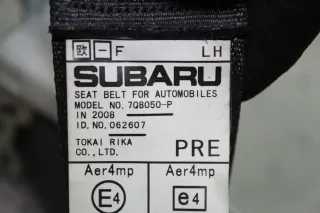 欧 - F LH
SUBARU
SEAT BELT FOR AUTOMOBILES
MODEL NO. 7Q8050-P
IN 2008
ID.NO.062607
TOKAI RIKA
CO.,LTD. PRE
Aer4mp Aer4mp
E4 e4